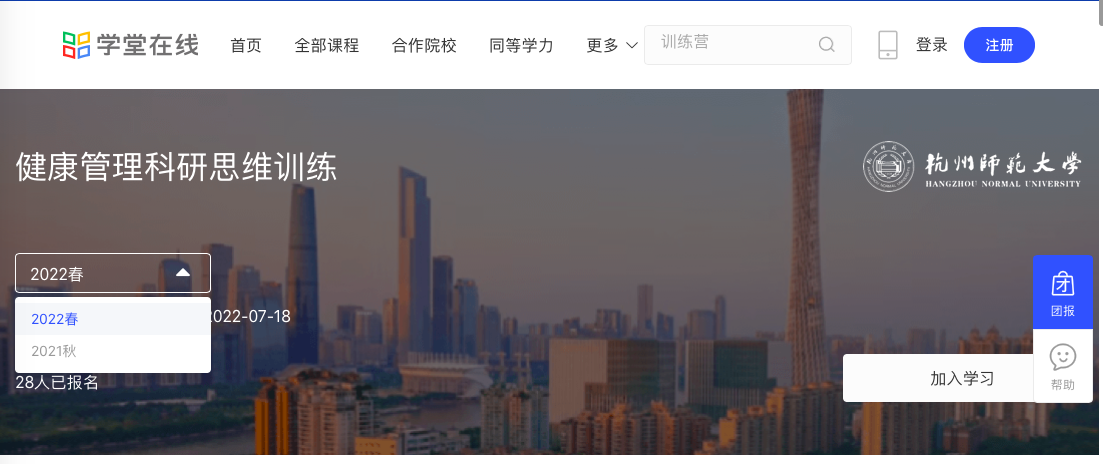 学堂在线 首页 全部课程 合作院校 同等学力 更多 训练营 登录 注册
健康管理科研思维训练
杭州师范大学
HANGZHOU NORMAL UNIVERSITY
2022春
2022春
2022-07-18
2021秋
28人已报名
加入学习
团
团报
帮助